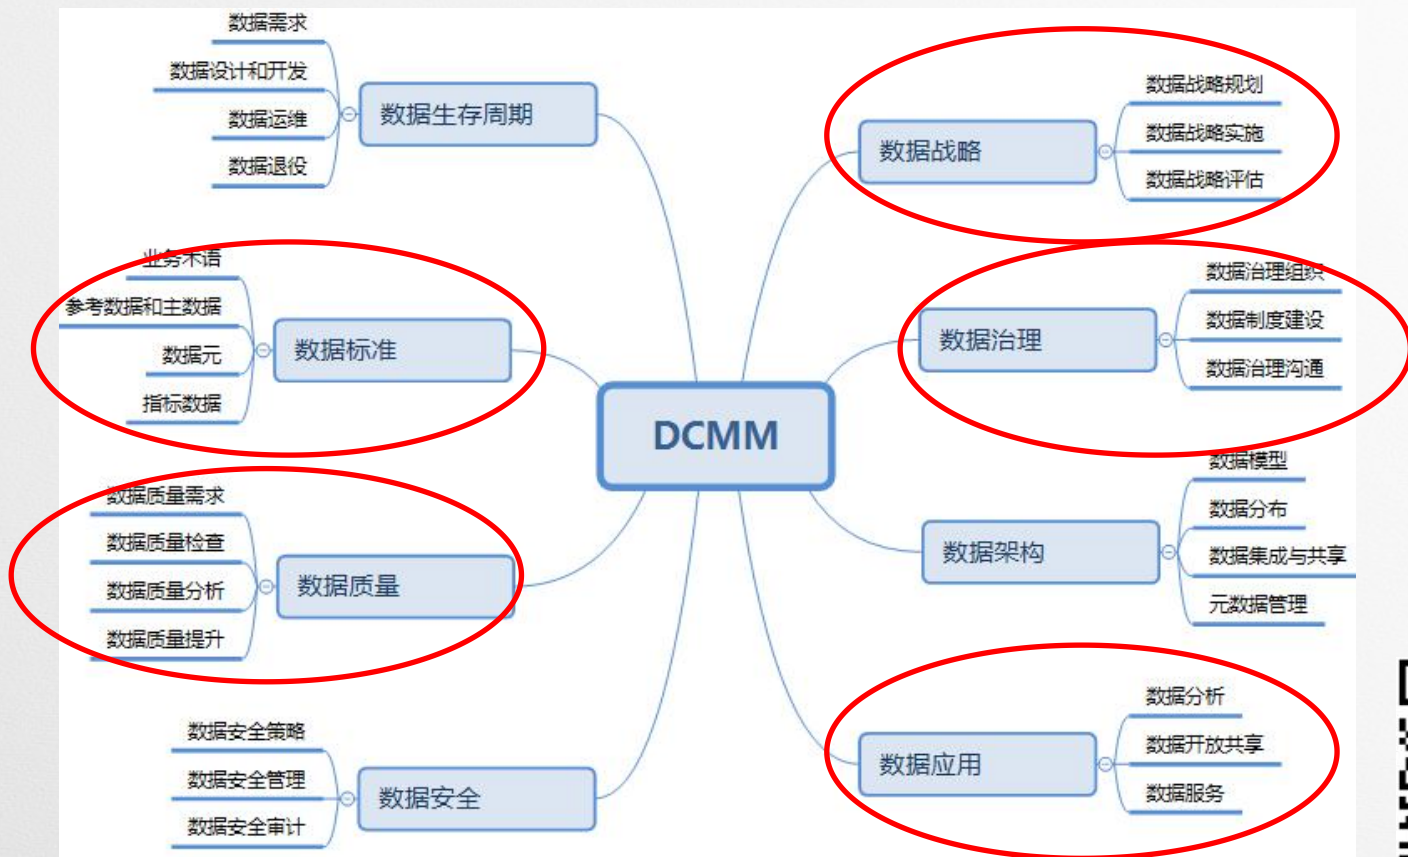 数据需求
数据设计和开发
数据运维
数据退役
数据生存周期
业务术语
参考数据和主数据
数据元
指标数据
数据标准
数据质量需求
数据质量检查
数据质量分析
数据质量提升
数据质量
数据安全策略
数据安全管理
数据安全审计
数据安全
DCMM
数据战略
数据战略规划
数据战略实施
数据战略评估
数据治理
数据治理组织
数据制度建设
数据治理沟通
数据架构
数据模型
数据分布
数据集成与共享
元数据管理
数据应用
数据分析
数据开放共享
数据服务